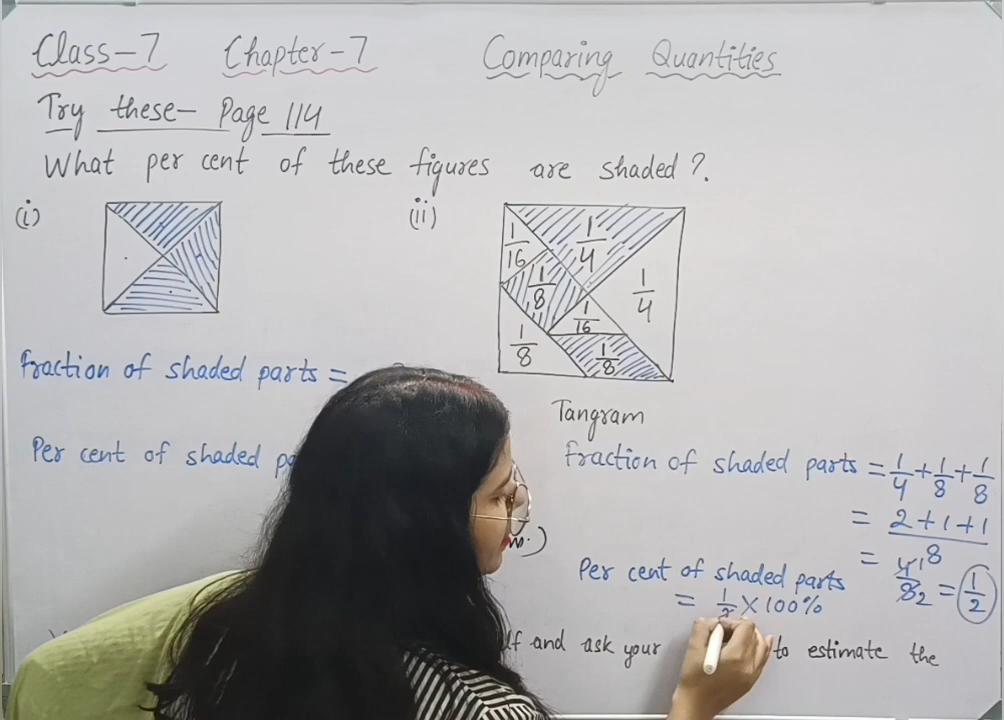 Class-7 Chapter-7 Comparing Quantities
Try these- Page 114
What per cent of these figures are shaded?.
(i) (ii)
1/16 1/4
1/8 1/4
1/16
1/8 1/8
Fraction of shaded parts =
Tangram
Per cent of shaded
Fraction of shaded parts = 1/4 + 1/8 + 1/8
= 2+1+1
8
= 4 1/8 2 = 1/2
Per cent of shaded parts
= 1/2 × 100%
and ask your to estimate the